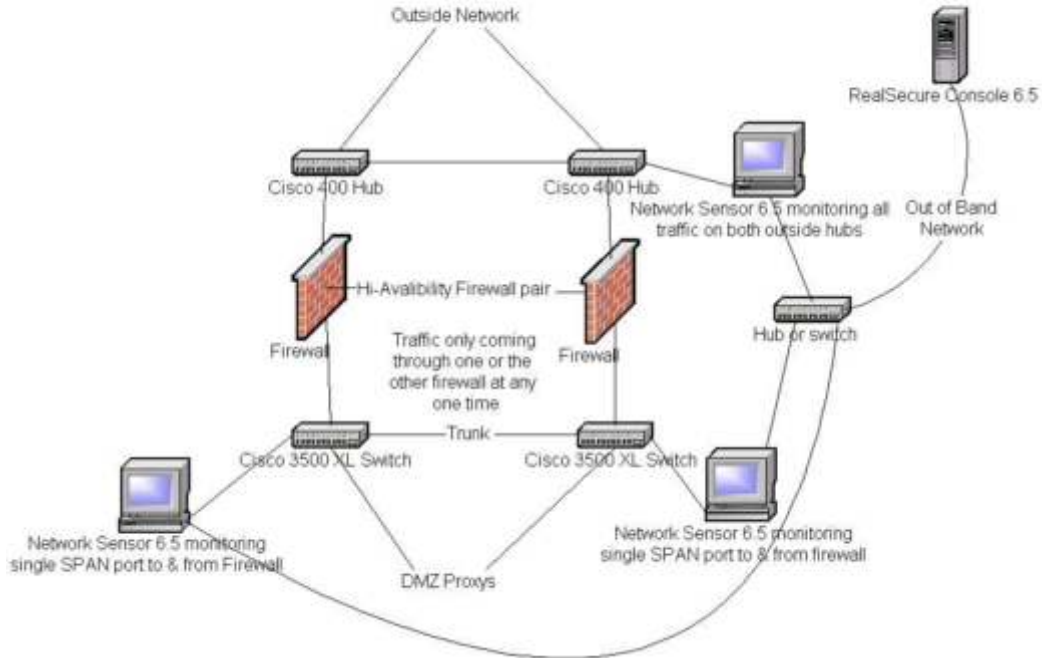 Outside Network
RealSecure Console 6.5
Cisco 400 Hub
Cisco 400 Hub
Network Sensor 6.5 monitoring all
traffic on both outside hubs
Out of Band
Network
Hi-Avalibility Firewall pair
Hub or switch
Firewall
Traffic only coming
through one or the
other firewall at any
one time
Firewall
Trunk
Cisco 3500 XL Switch
Cisco 3500 XL Switch
Network Sensor 6.5 monitoring
single SPAN port to & from Firewall
Network Sensor 6.5 monitoring
single SPAN port to & from firewall
DMZ Proxys